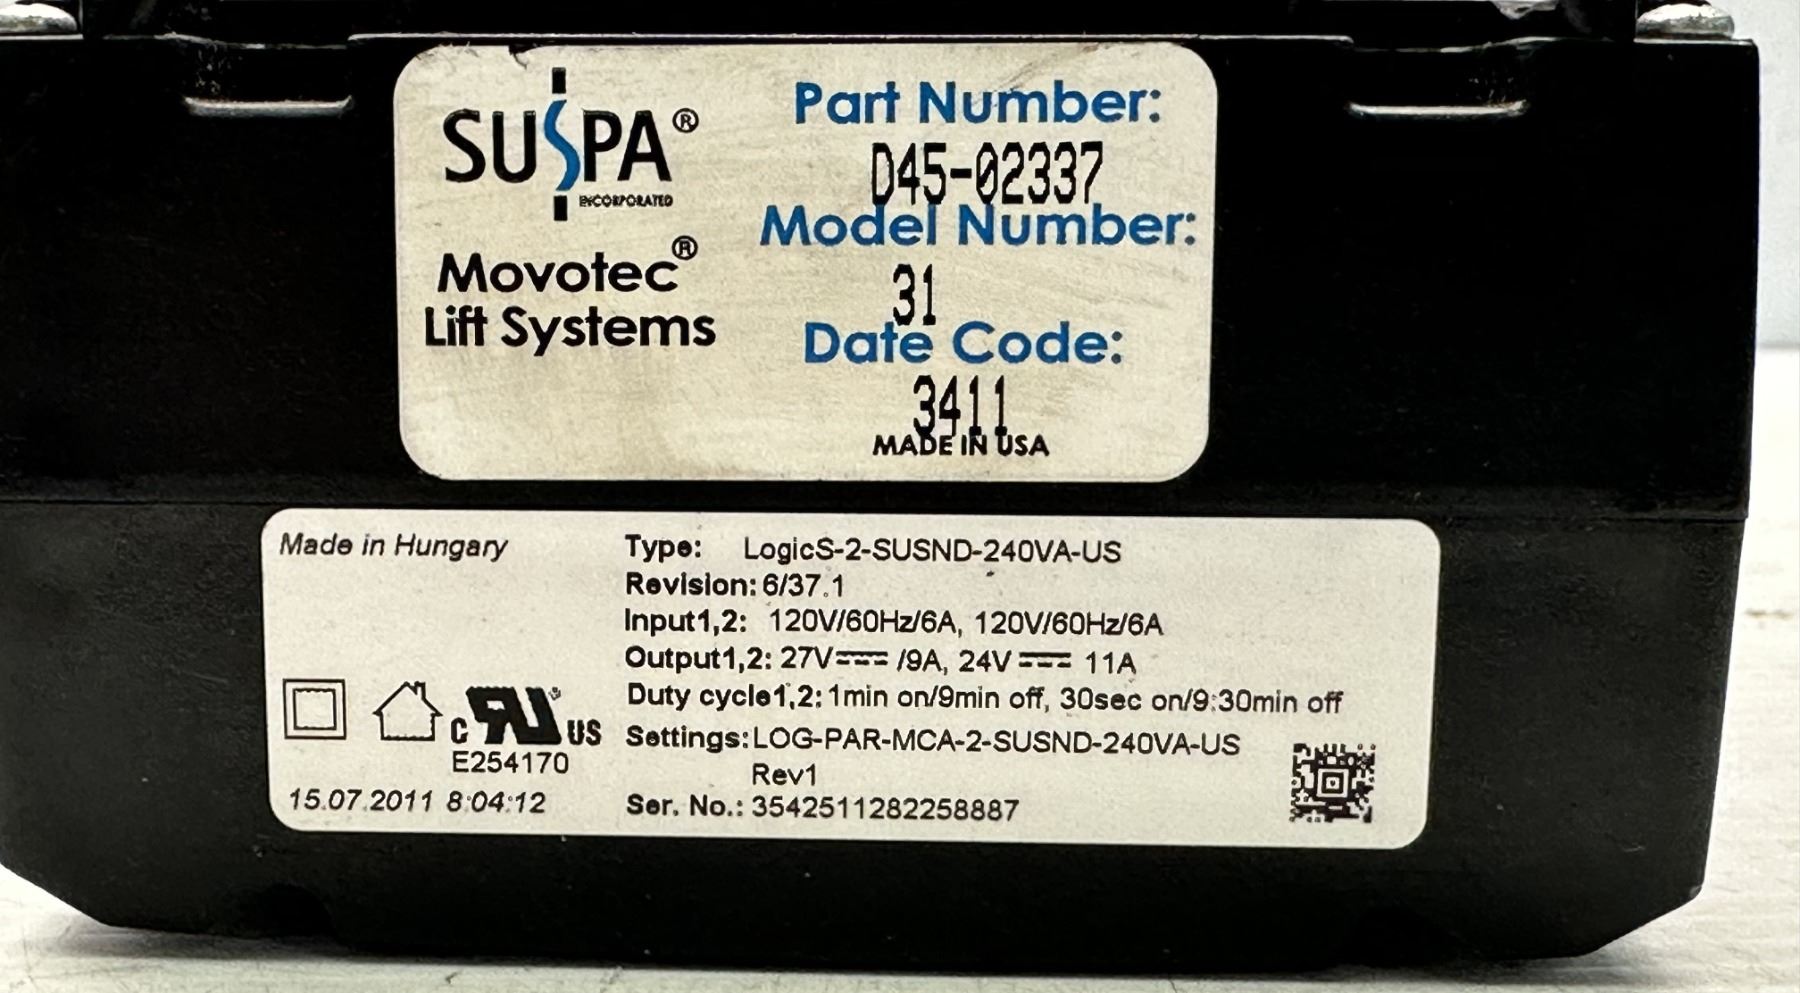 SUSPA®
INCORPORATED
Movotec®
Lift Systems
Part Number:
D45-02337
Model Number:
31
Date Code:
3411
MADE IN USA
Made in Hungary
Type: LogicS-2-SUSND-240VA-US
Revision: 6/37.1
Input1,2: 120V/60Hz/6A, 120V/60Hz/6A
Output1,2: 27V⎓ /9A, 24V⎓ 11A
Duty cycle1,2: 1min on/9min off, 30sec on/9:30min off
Settings: LOG-PAR-MCA-2-SUSND-240VA-US
Rev1
Ser. No.: 3542511282258887
c RU US
E254170
15.07.2011 8:04:12